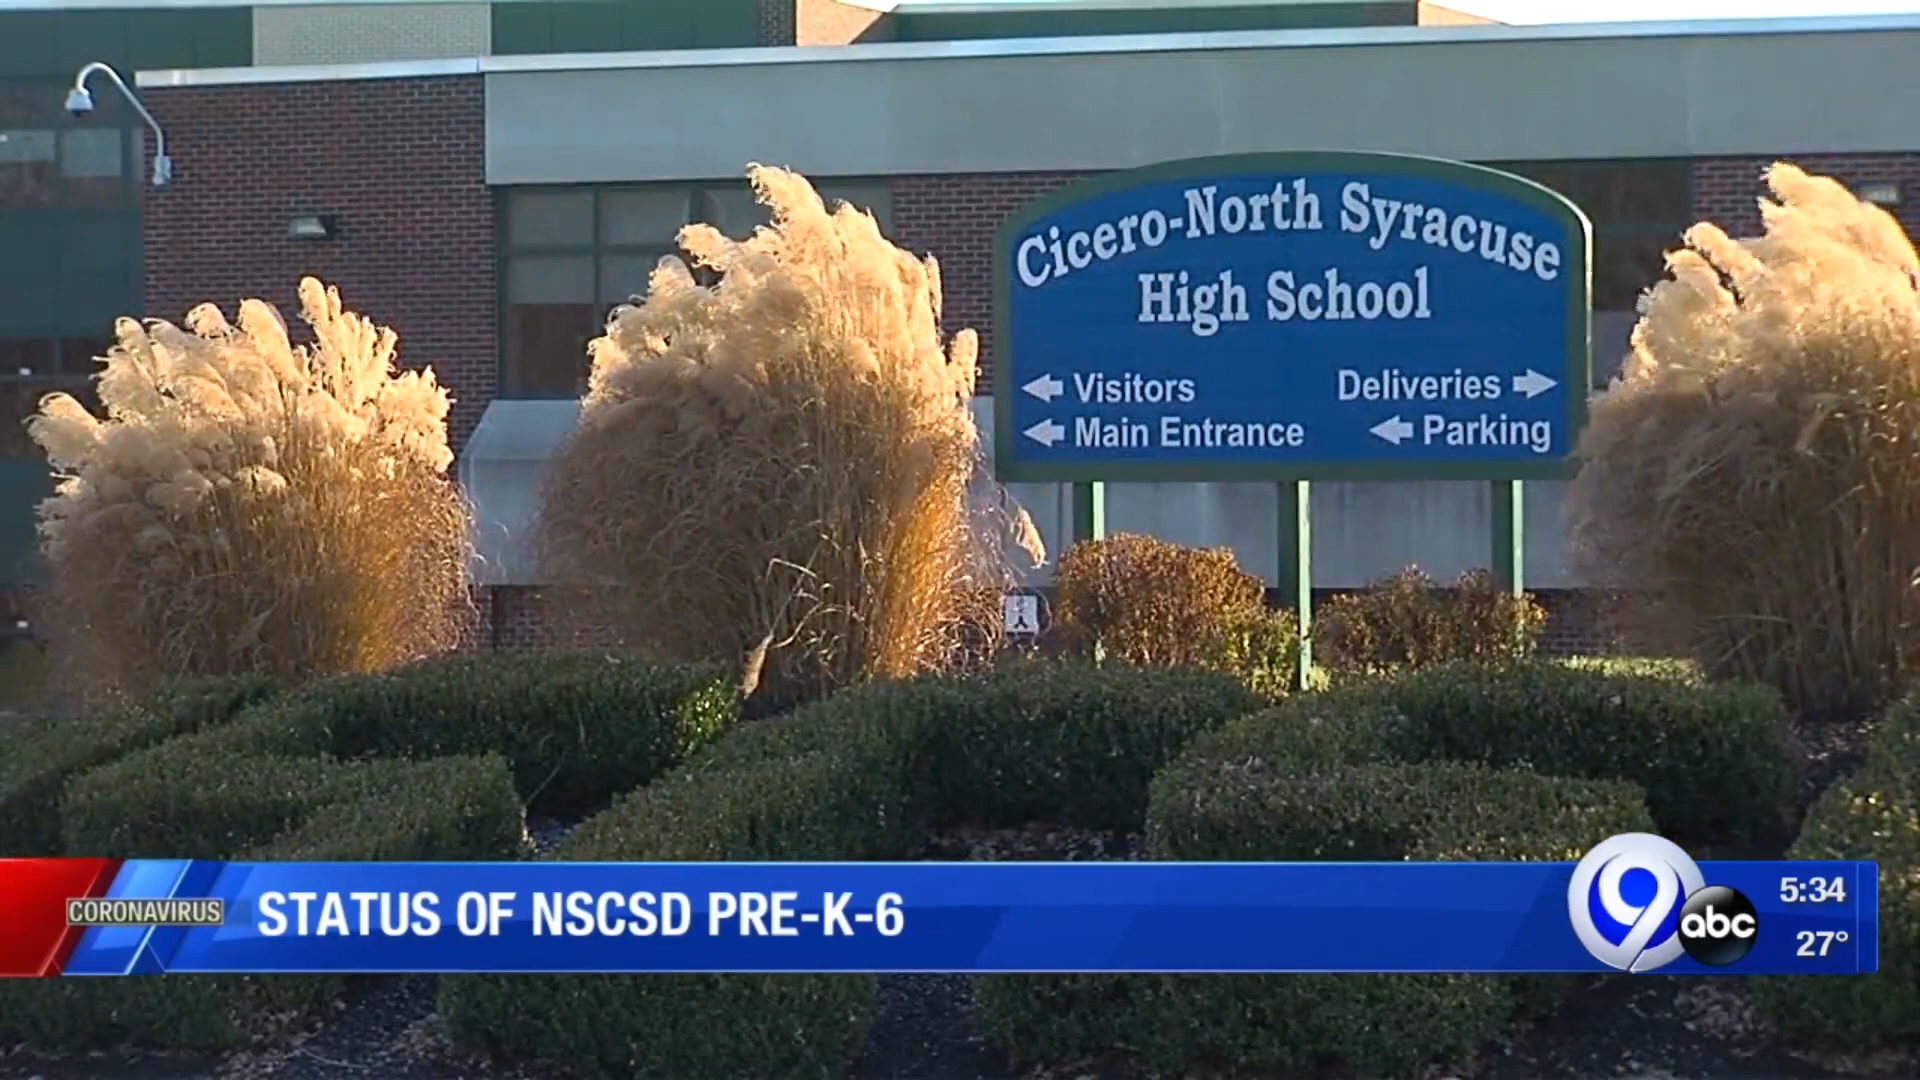 Cicero-North Syracuse
High School
Visitors
Deliveries
Main Entrance
Parking
CORONAVIRUS
STATUS OF NSCSD PRE-K-6
9
abc
5:34
27°